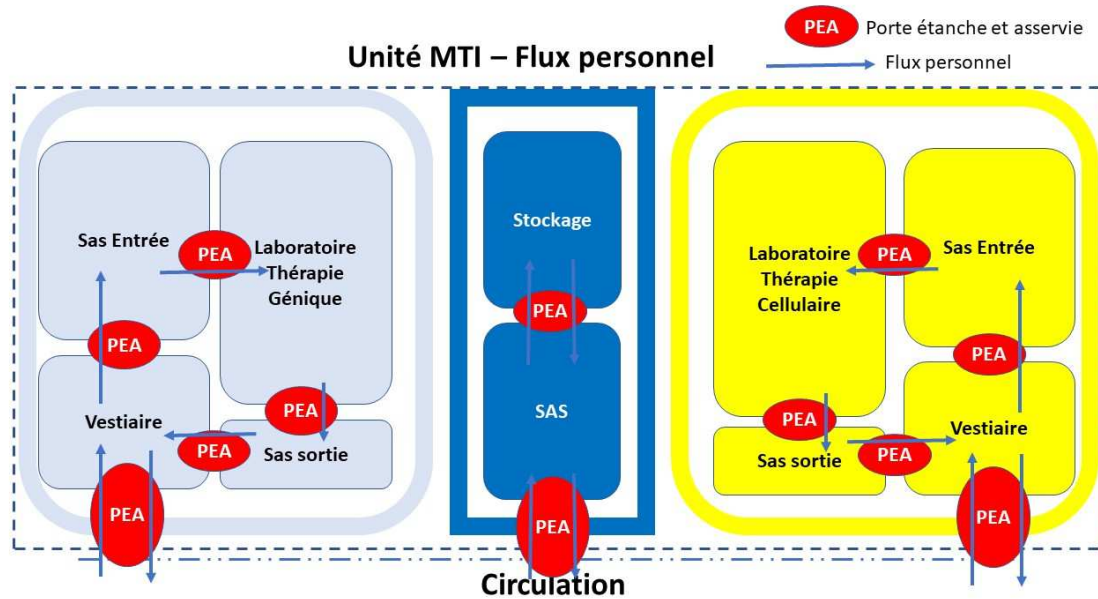 PEA Porte étanche et asservie
Unité MTI – Flux personnel
Flux personnel
Sas Entrée
PEA
Laboratoire
Thérapie
Génique
PEA
Vestiaire
PEA
PEA
Sas sortie
PEA
Stockage
PEA
SAS
PEA
Laboratoire
Thérapie
Cellulaire
PEA
Sas Entrée
PEA
PEA
Sas sortie
PEA
Vestiaire
PEA
Circulation